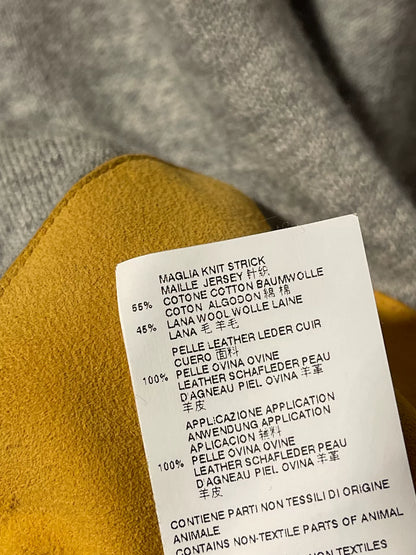 MAGLIA KNIT STRICK
MAILLE JERSEY 针织
55% COTONE COTTON BAUMWOLLE
COTON ALGODON 綿 棉
45% LANA WOOL WOLLE LAINE
LANA 毛 羊毛
PELLE LEATHER LEDER CUIR
CUERO 面料
100% PELLE OVINA OVINE
LEATHER SCHAFLEDER PEAU
D'AGNEAU PIEL OVINA 羊革
羊皮
APPLICAZIONE APPLICATION
ANWENDUNG APPLICATION
APLICACION 辅料
100% PELLE OVINA OVINE
LEATHER SCHAFLEDER PEAU
D'AGNEAU PIEL OVINA 羊革
羊皮
CONTIENE PARTI NON TESSILI DI ORIGINE
ANIMALE
CONTAINS NON-TEXTILE PARTS OF ANIMAL
NON TEXTILES